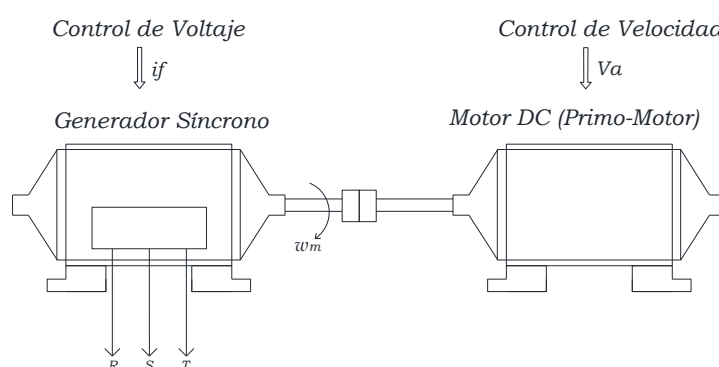 Control de Voltaje
Control de Velocidad
if
Va
Generador Síncrono
Motor DC (Primo-Motor)
wm
R S T